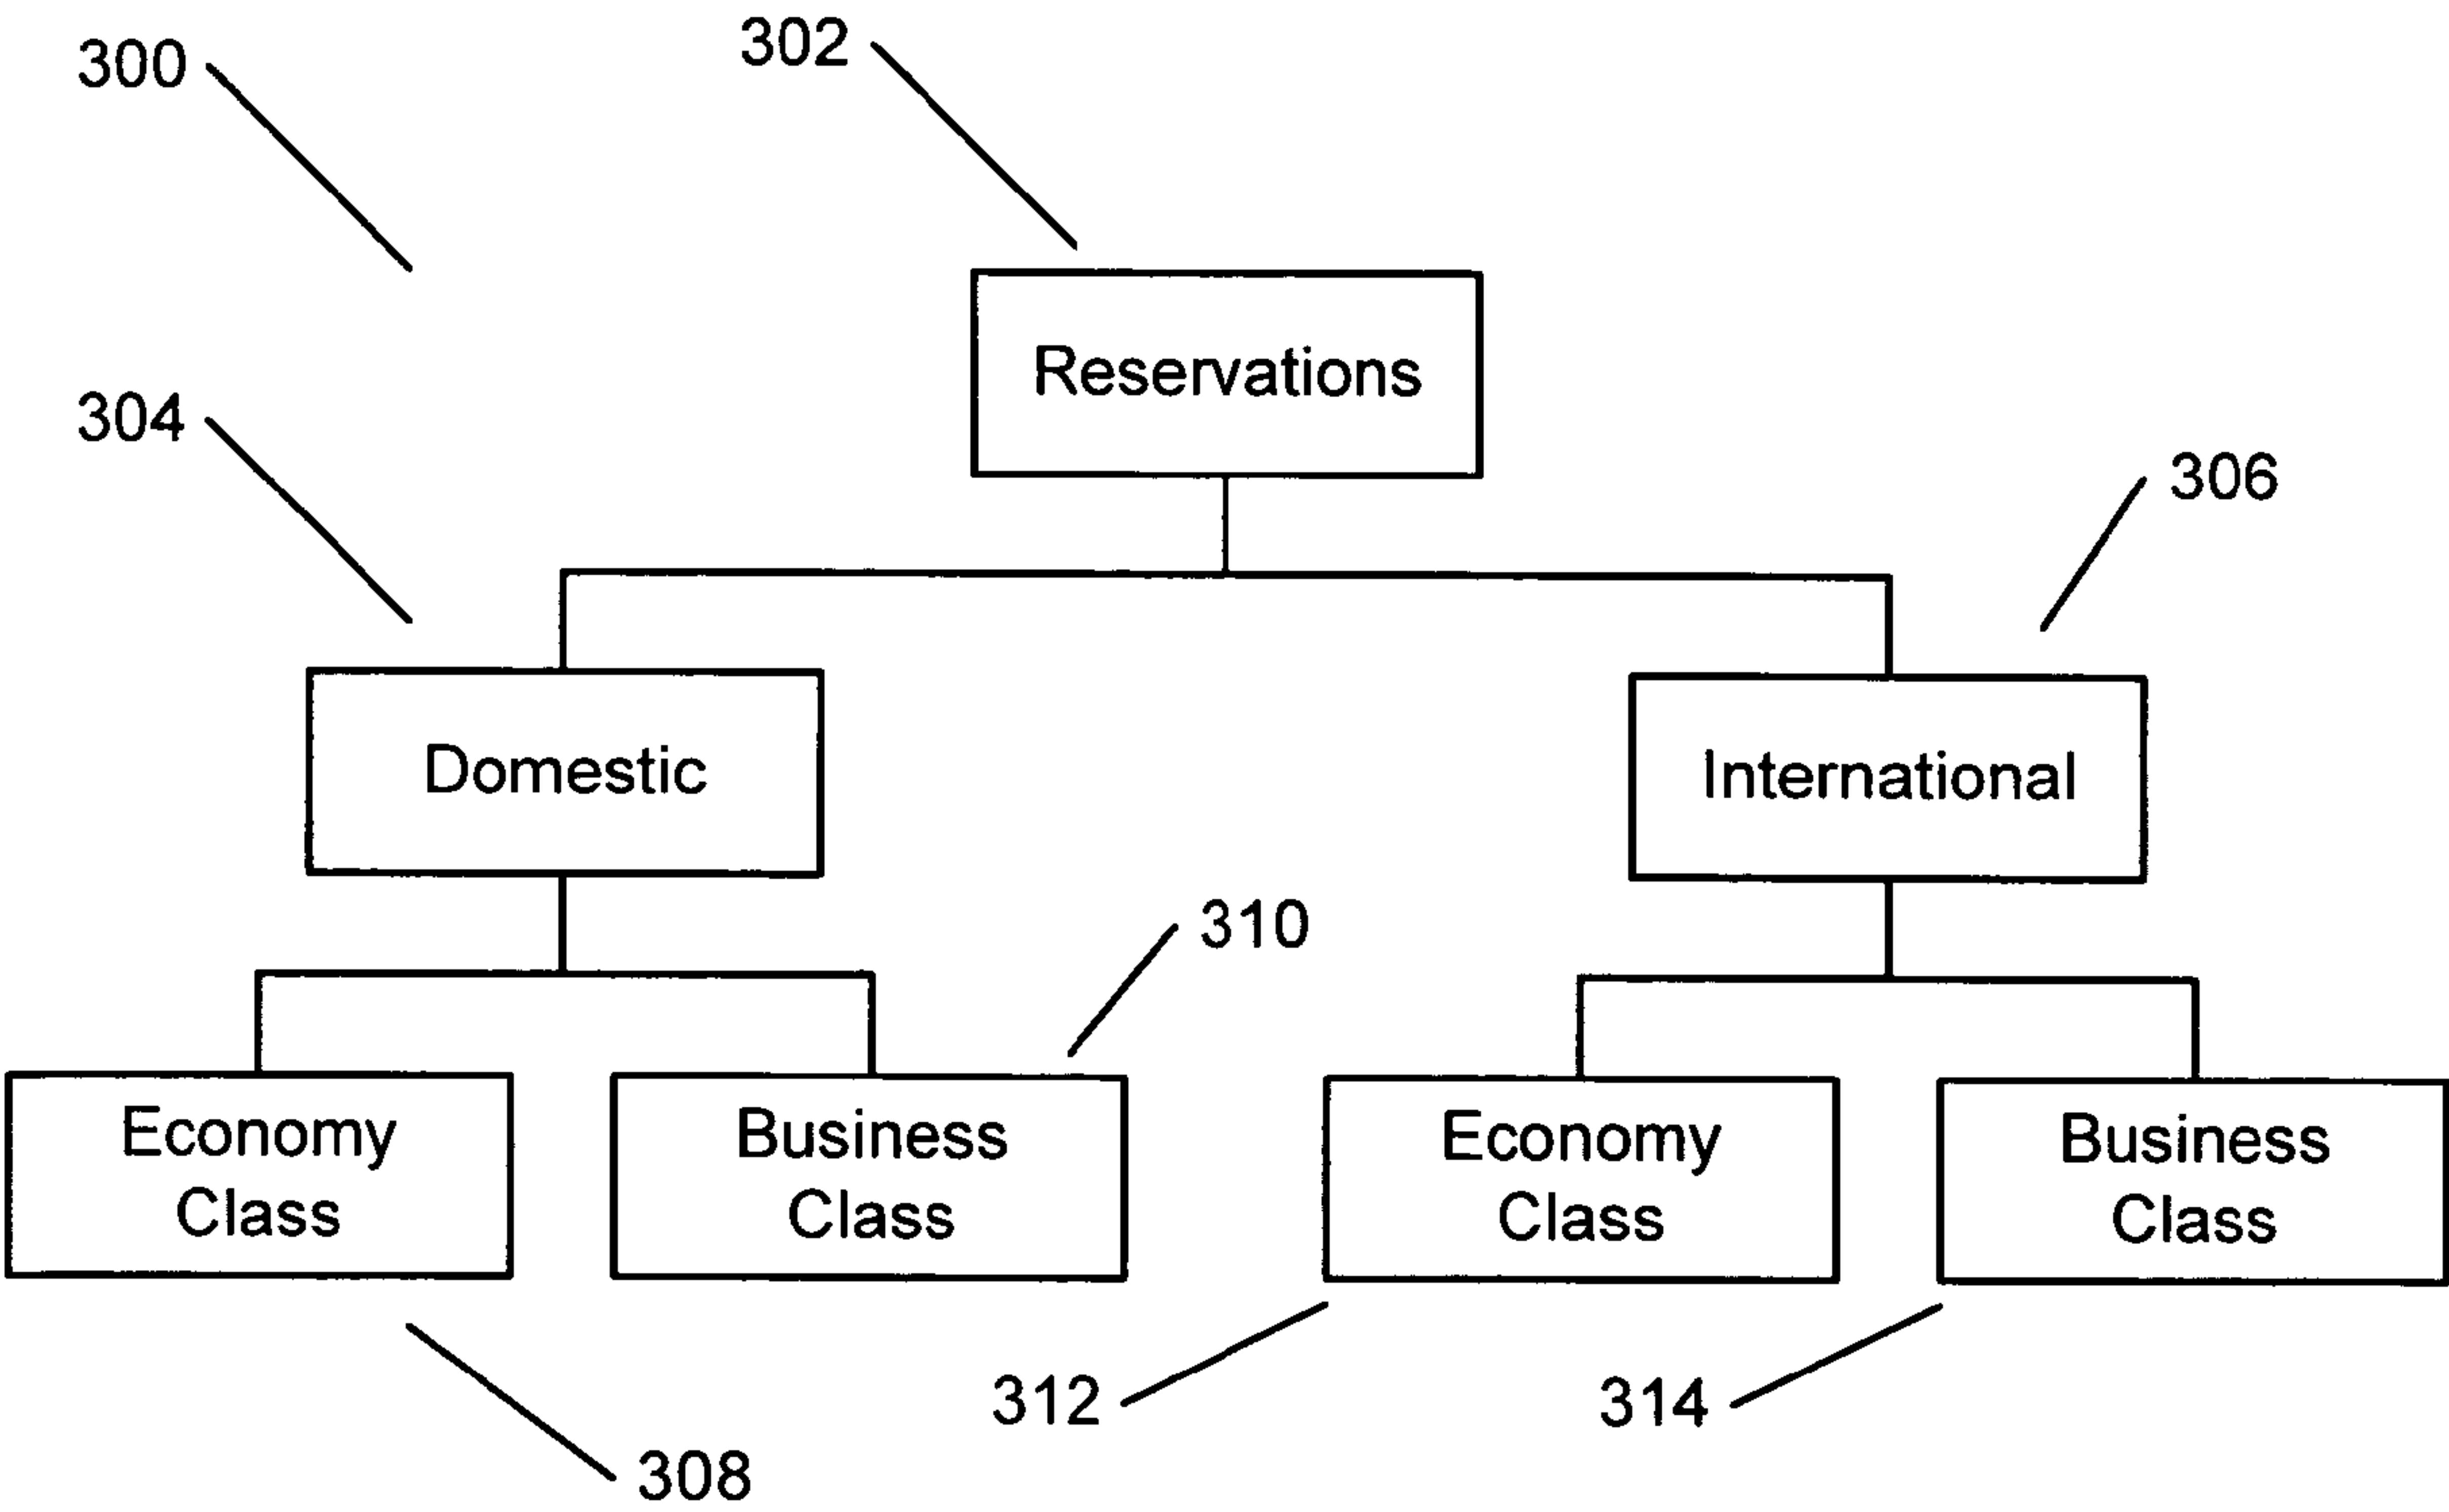 300
302
Reservations
304
306
Domestic
International
310
Economy
Class
Business
Class
Economy
Class
Business
Class
312
314
308